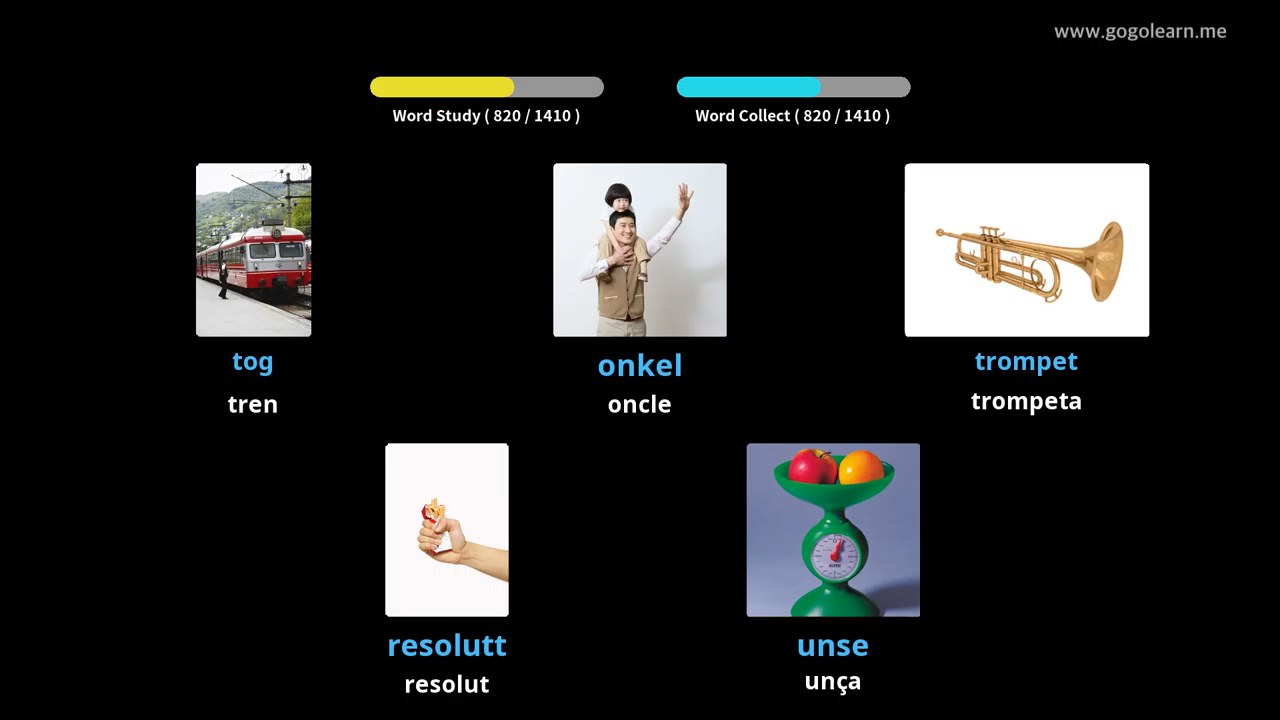 www.gogolearn.me
Word Study ( 820 / 1410 )
Word Collect ( 820 / 1410 )
tog
tren
onkel
oncle
trompet
trompeta
resolutt
resolut
unse
unça